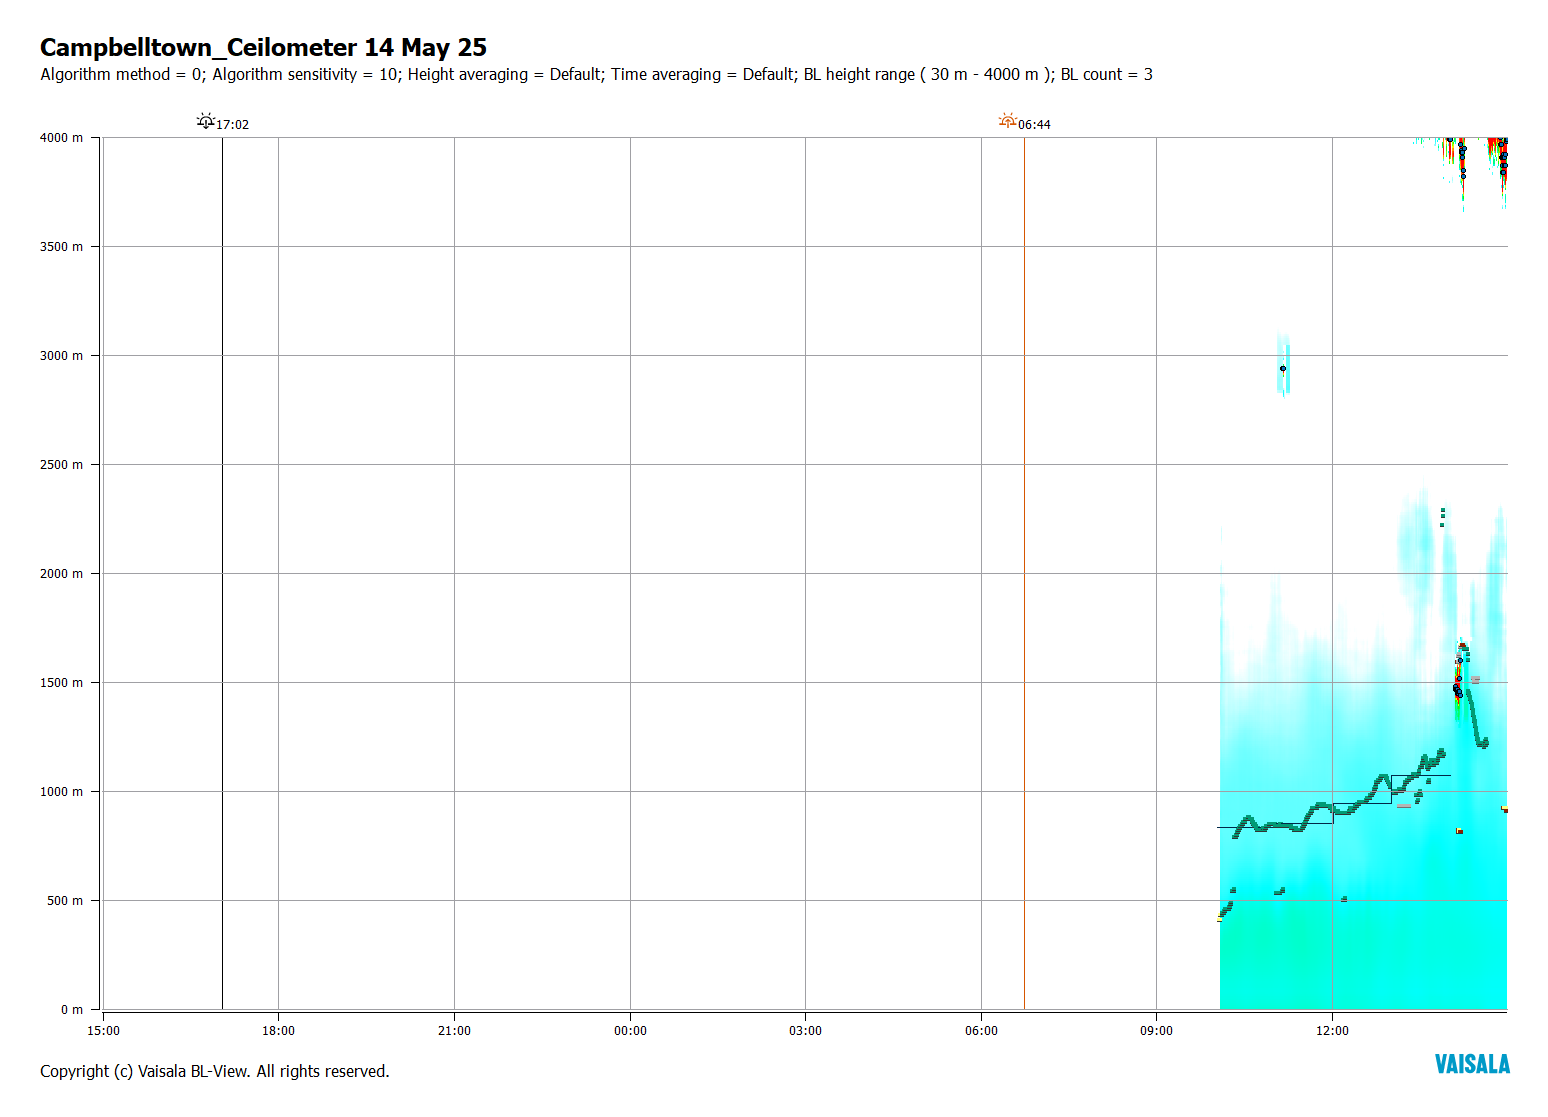 Campbelltown_Ceilometer 14 May 25
Algorithm method = 0; Algorithm sensitivity = 10; Height averaging = Default; Time averaging = Default; BL height range ( 30 m - 4000 m ); BL count = 3
17:02
06:44
4000 m
3500 m
3000 m
2500 m
2000 m
1500 m
1000 m
500 m
0 m
15:00 18:00 21:00 00:00 03:00 06:00 09:00 12:00
Copyright (c) Vaisala BL-View. All rights reserved.
VAISALA